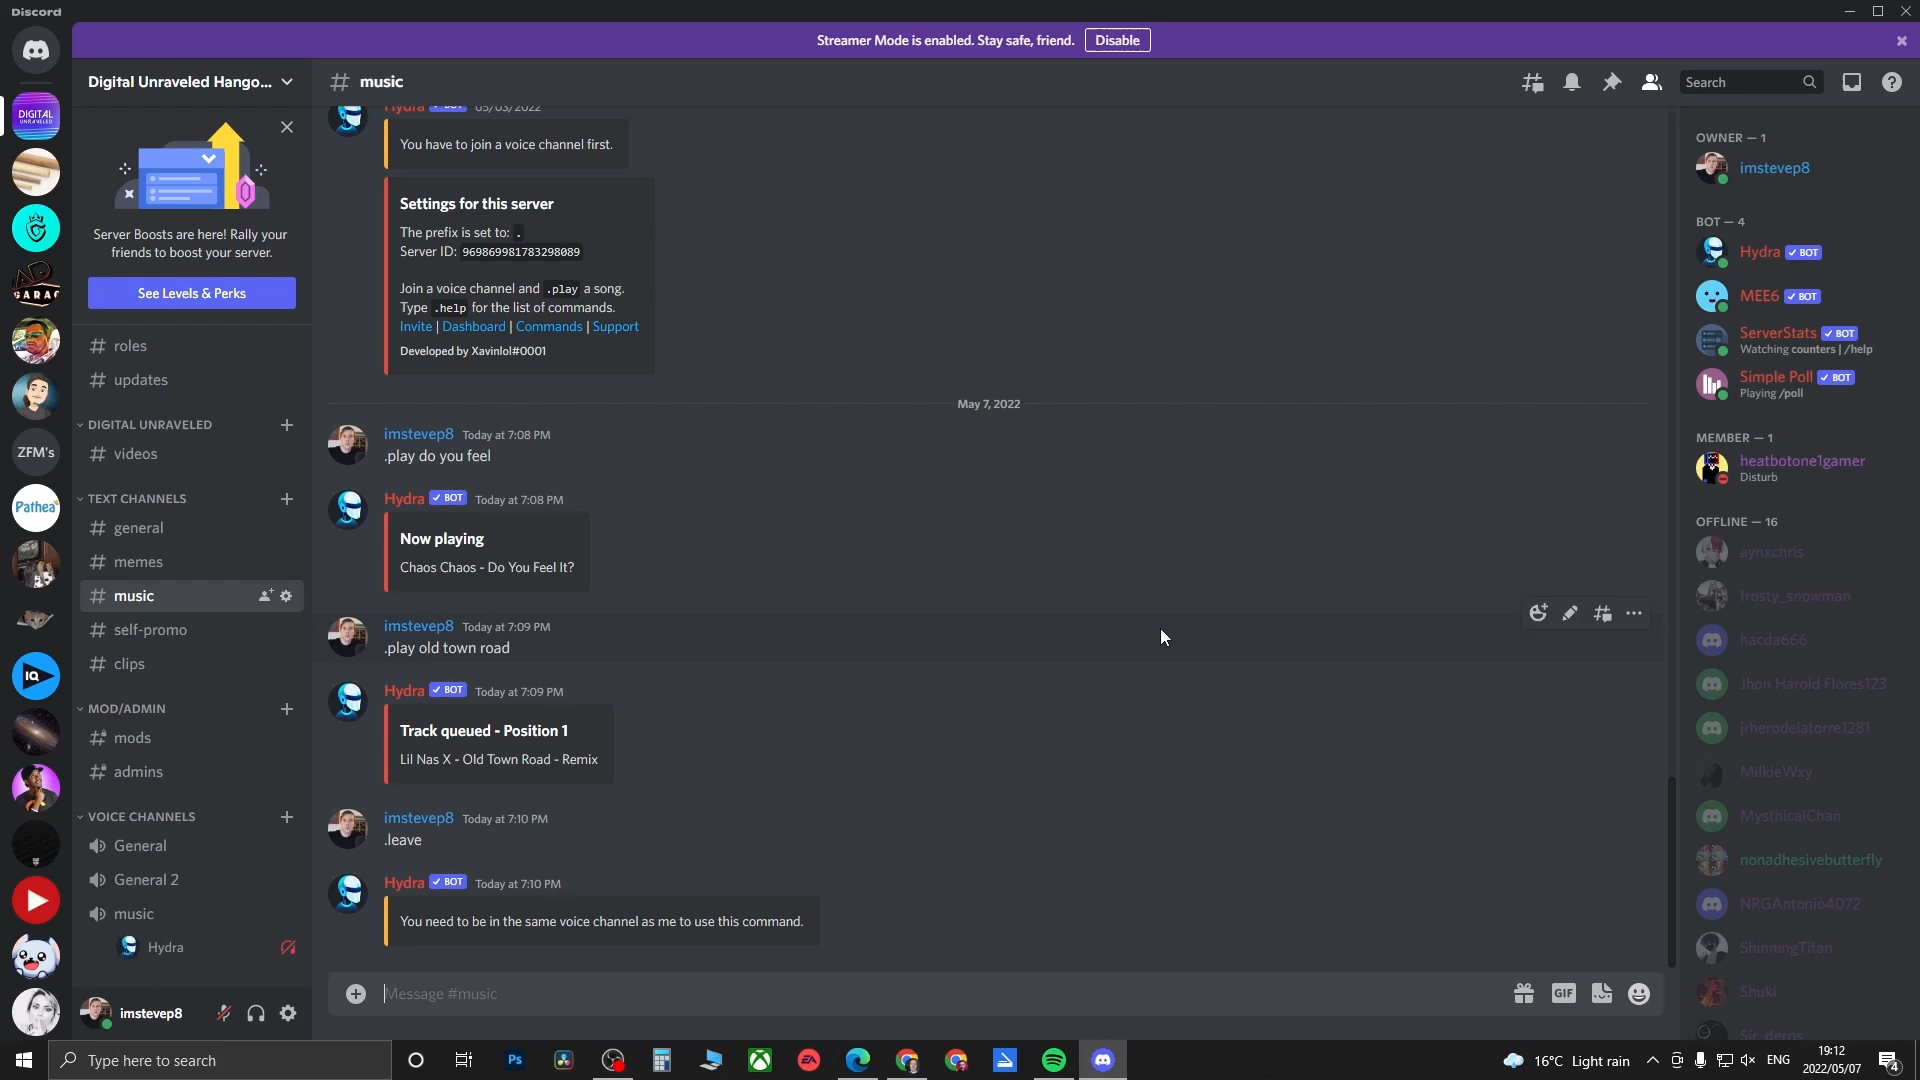 Discord
Streamer Mode is enabled. Stay safe, friend. Disable
Digital Unraveled Hango...
DIGITAL
UNRAVELED
Server Boosts are here! Rally your
friends to boost your server.
See Levels & Perks
roles
updates
DIGITAL UNRAVELED
videos
TEXT CHANNELS
general
memes
music
self-promo
clips
MOD/ADMIN
mods
admins
VOICE CHANNELS
General
General 2
music
Hydra
imstevep8
ZFM's
Pathea
IQ
music
Search
Hydra BOT 05/03/2022
You have to join a voice channel first.
Settings for this server
The prefix is set to: .
Server ID: 969869981783298089
Join a voice channel and .play a song.
Type .help for the list of commands.
Invite | Dashboard | Commands | Support
Developed by Xavinlol#0001
May 7, 2022
imstevep8 Today at 7:08 PM
.play do you feel
Hydra BOT Today at 7:08 PM
Now playing
Chaos Chaos - Do You Feel It?
imstevep8 Today at 7:09 PM
.play old town road
Hydra BOT Today at 7:09 PM
Track queued - Position 1
Lil Nas X - Old Town Road - Remix
imstevep8 Today at 7:10 PM
.leave
Hydra BOT Today at 7:10 PM
You need to be in the same voice channel as me to use this command.
Message #music
GIF
OWNER — 1
imstevep8
BOT — 4
Hydra BOT
MEE6 BOT
ServerStats BOT
Watching counters | /help
Simple Poll BOT
Playing /poll
MEMBER — 1
heatbotone1gamer
Disturb
OFFLINE — 16
aynxchris
frosty_snowman
hacda666
Jhon Harold Flores123
jrherodelatorre1281
MilkieWxy
MysthicalChan
nonadhesivebutterfly
NRGAntonio4072
ShinningTitan
Shuki
Sir_derps
Type here to search
Ps
EA
16°C Light rain
ENG
19:12
2022/05/07
4